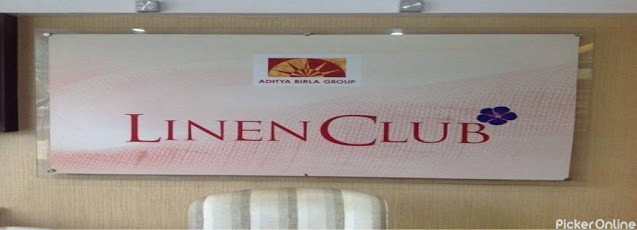 ADITYA BIRLA GROUP
LINEN CLUB
PickerOnline